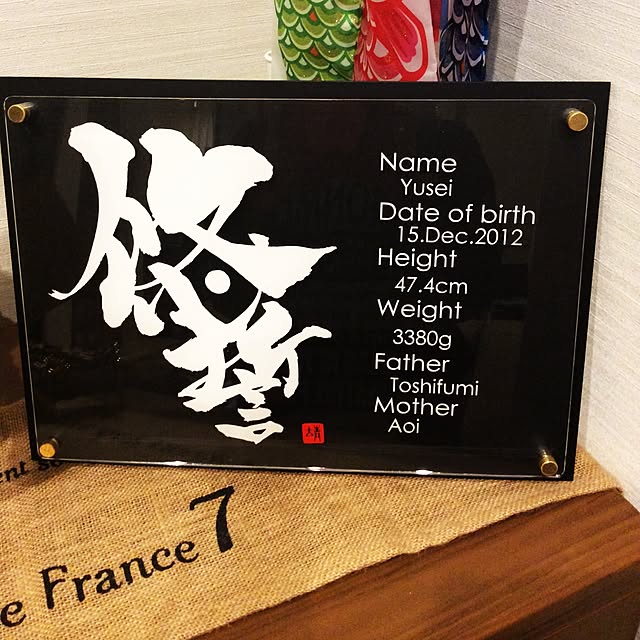 悠
誓
Name
Yusei
Date of birth
15.Dec.2012
Height
47.4cm
Weight
3380g
Father
Toshifumi
Mother
Aoi
e France 7